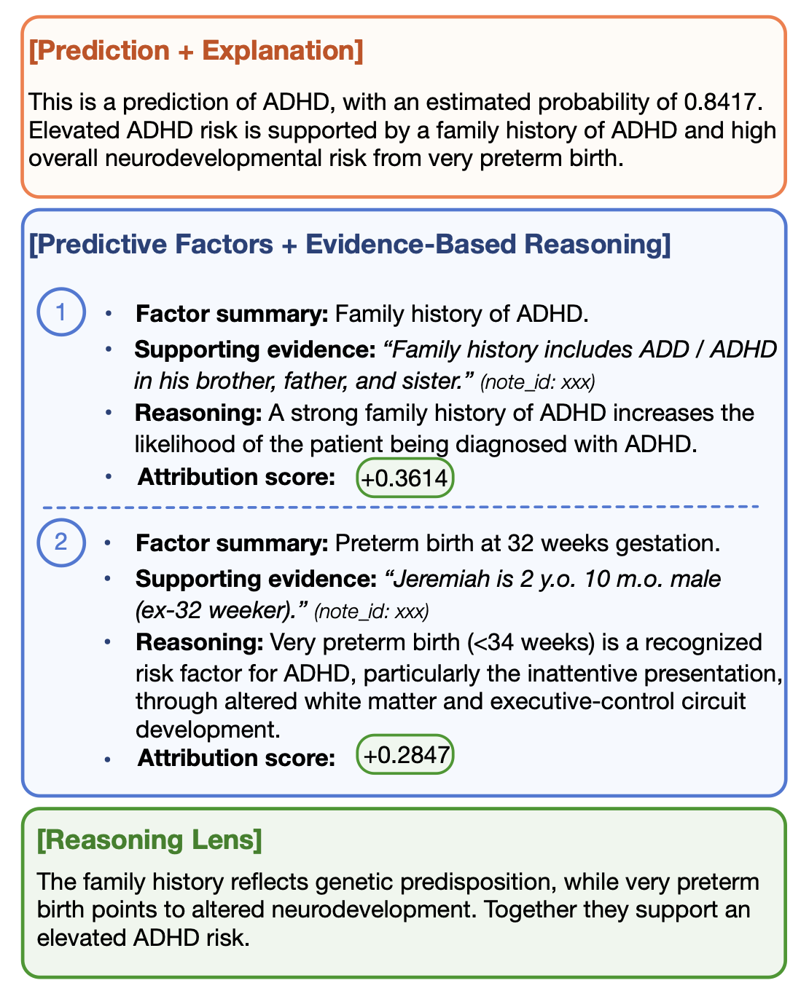 [Prediction + Explanation]
This is a prediction of ADHD, with an estimated probability of 0.8417.
Elevated ADHD risk is supported by a family history of ADHD and high
overall neurodevelopmental risk from very preterm birth.
[Predictive Factors + Evidence-Based Reasoning]
1
• Factor summary: Family history of ADHD.
• Supporting evidence: “Family history includes ADD / ADHD
in his brother, father, and sister.” (note_id: xxx)
• Reasoning: A strong family history of ADHD increases the
likelihood of the patient being diagnosed with ADHD.
• Attribution score: +0.3614
2
• Factor summary: Preterm birth at 32 weeks gestation.
• Supporting evidence: “Jeremiah is 2 y.o. 10 m.o. male
(ex-32 weeker).” (note_id: xxx)
• Reasoning: Very preterm birth (<34 weeks) is a recognized
risk factor for ADHD, particularly the inattentive presentation,
through altered white matter and executive-control circuit
development.
• Attribution score: +0.2847
[Reasoning Lens]
The family history reflects genetic predisposition, while very preterm
birth points to altered neurodevelopment. Together they support an
elevated ADHD risk.